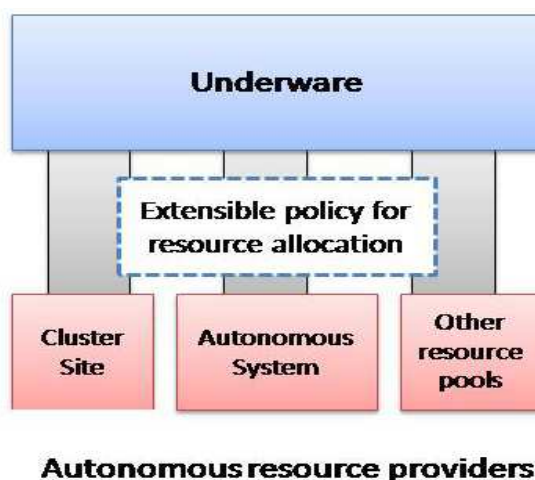 Underware
Extensible policy for
resource allocation
Cluster
Site
Autonomous
System
Other
resource
pools
Autonomous resource providers